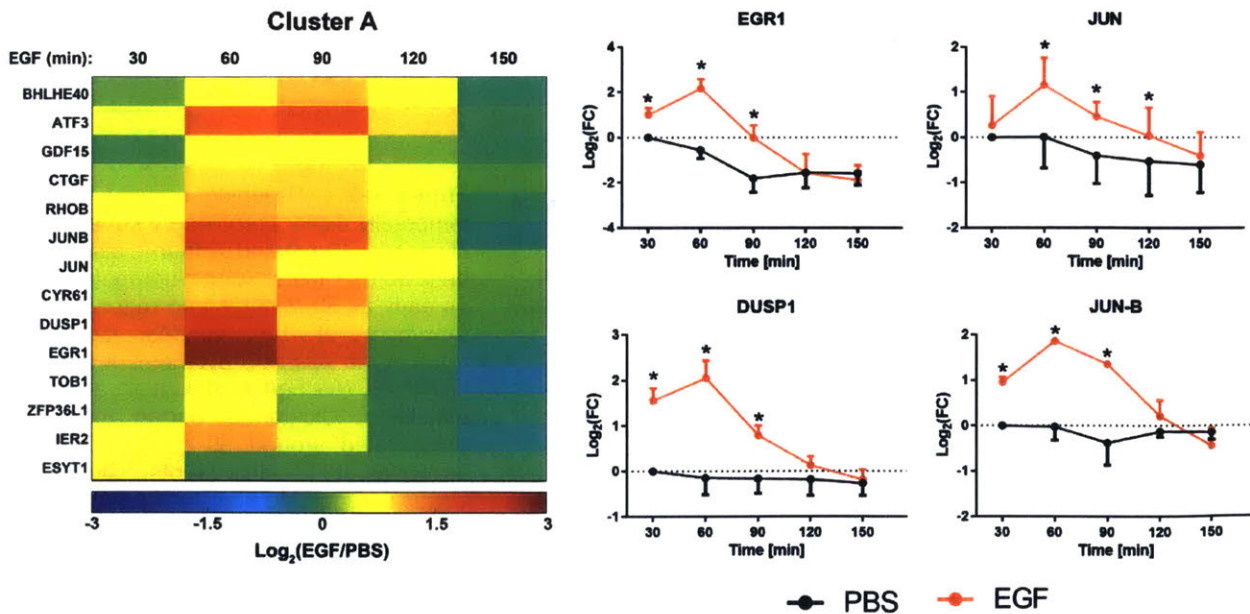 Cluster A
EGF (min): 30 60 90 120 150
BHLHE40
ATF3
GDF15
CTGF
RHOB
JUNB
JUN
CYR61
DUSP1
EGR1
TOB1
ZFP36L1
IER2
ESYT1
-3 -1.5 0 1.5 3
Log2(EGF/PBS)
EGR1
Log2(FC)
4
2
0
-2
-4
* * *
30 60 90 120 150
Time [min]
JUN
Log2(FC)
2
1
0
-1
-2
* * *
30 60 90 120 150
Time [min]
DUSP1
Log2(FC)
3
2
1
0
-1
* * *
30 60 90 120 150
Time [min]
JUN-B
Log2(FC)
2
1
0
-1
-2
* * *
30 60 90 120 150
Time [min]
PBS EGF